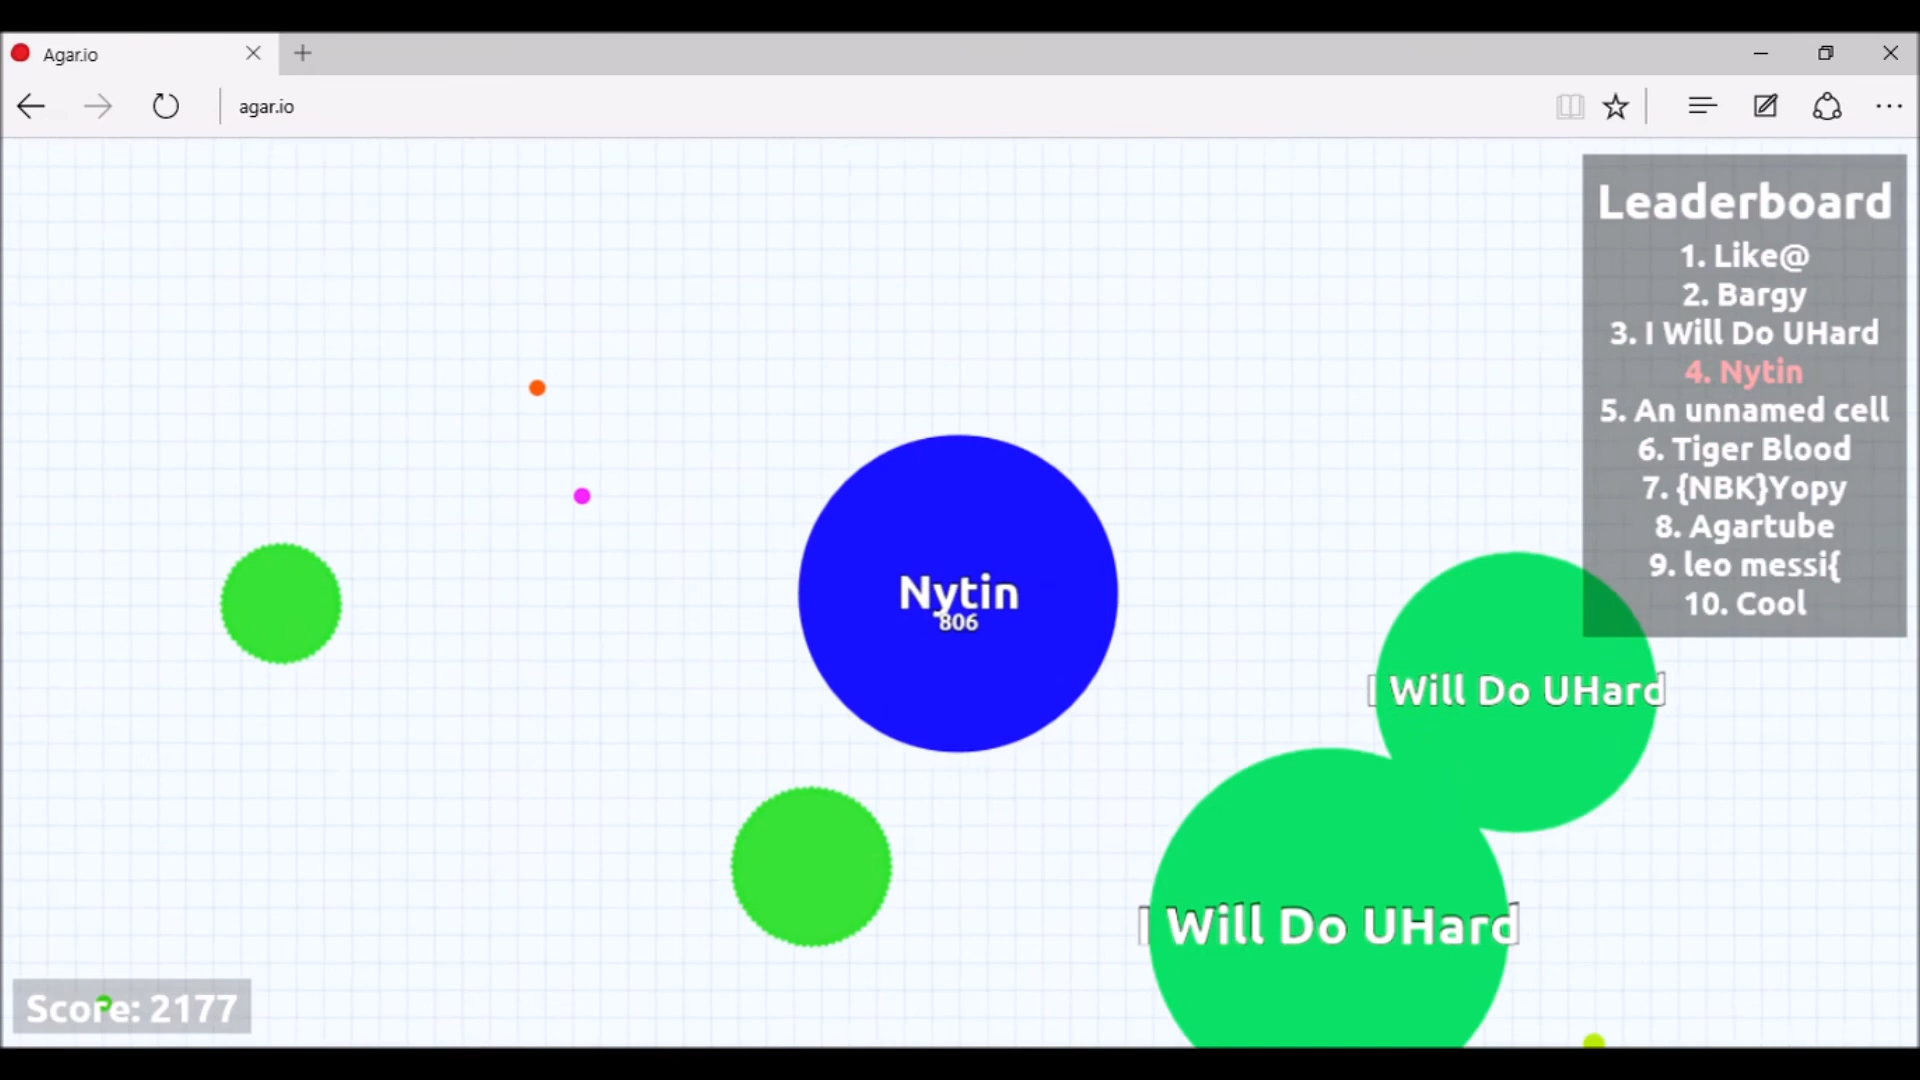 Agar.io
agar.io
Leaderboard
1. Like@
2. Bargy
3. I Will Do UHard
4. Nytin
5. An unnamed cell
6. Tiger Blood
7. {NBK}Yopy
8. Agartube
9. leo messi{
10. Cool
Nytin
806
I Will Do UHard
I Will Do UHard
Score: 2177